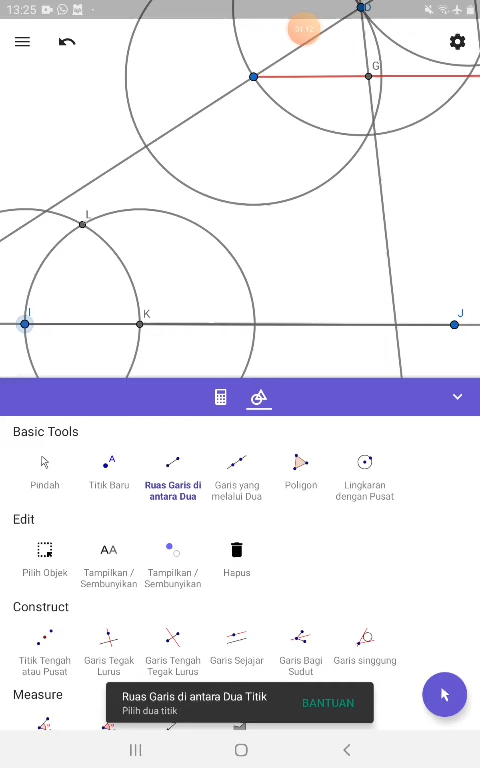 13:25
01:12
D
G
L
I
K
J
Basic Tools
A
Pindah
Titik Baru
Ruas Garis di
antara Dua
Garis yang
melalui Dua
Poligon
Lingkaran
dengan Pusat
Edit
AA
Pilih Objek
Tampilkan /
Sembunyikan
Tampilkan /
Sembunyikan
Hapus
Construct
Titik Tengah
atau Pusat
Garis Tegak
Lurus
Garis Tengah
Tegak Lurus
Garis Sejajar
Garis Bagi
Sudut
Garis singgung
Measure
Ruas Garis di antara Dua Titik
Pilih dua titik
BANTUAN